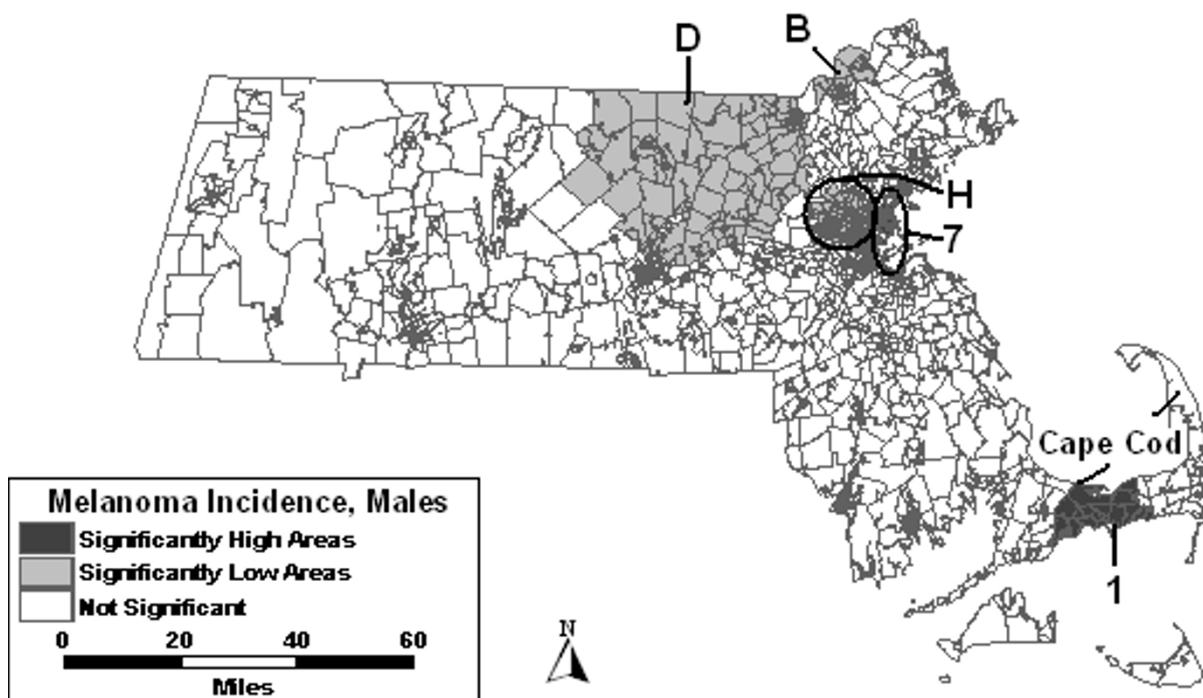 B
D
H
7
Cape Cod
1
Melanoma Incidence, Males
Significantly High Areas
Significantly Low Areas
Not Significant
0 20 40 60
Miles
N